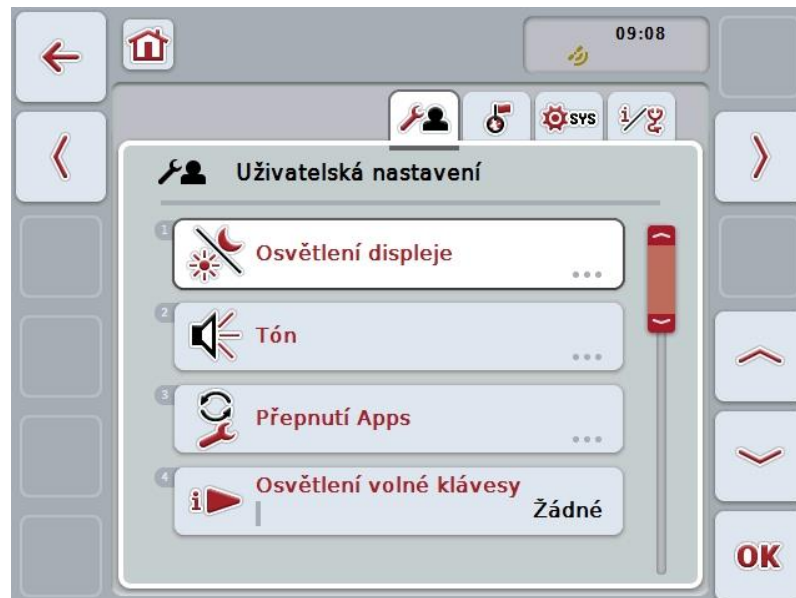 09:08
SYS
i/
Uživatelská nastavení
1
Osvětlení displeje
...
2
Tón
...
3
Přepnutí Apps
...
4
i
Osvětlení volné klávesy
Žádné
OK